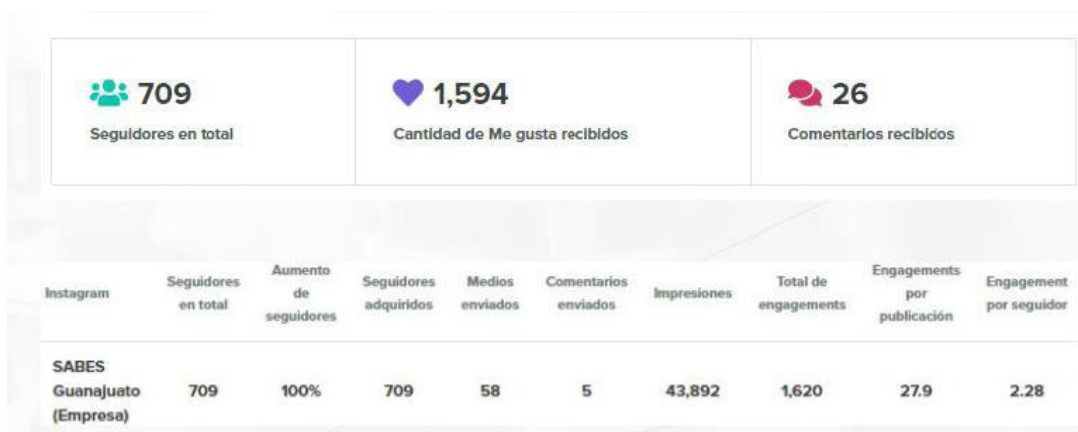 709
Seguidores en total
1,594
Cantidad de Me gusta recibidos
26
Comentarios recibidos
Instagram
Seguidores
en total
Aumento
de
seguidores
Seguidores
adquiridos
Medios
enviados
Comentarios
enviados
Impresiones
Total de
engagements
Engagements
por
publicación
Engagement
por seguidor
SABES
Guanajuato
(Empresa)
709
100%
709
58
5
43,892
1,620
27.9
2.28